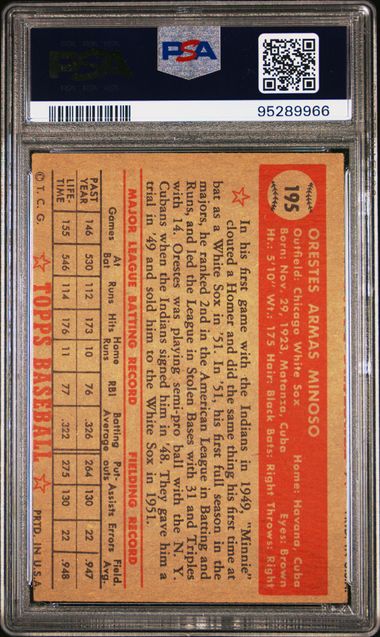 PSA
PSA
95289966
195
ORESTES ARMAS MINOSO
Outfield: Chicago White Sox Home: Havana, Cuba
Born: Nov. 29, 1923, Matanza, Cuba Eyes: Brown
Ht.: 5'10" Wt.: 175 Hair: Black Bats: Right Throws: Right
In his first game with the Indians in 1949, "Minnie"
clouted a Homer and did the same thing his first time at
bat as a White Sox in '51. In '51, his first full season in the
majors, he ranked 2nd in the American League in Batting and
Runs, and led the League in Stolen Bases with 31 and Triples
with 14. Orestes was playing semi-pro ball with the N. Y.
Cubans when the Indians signed him in '48. They gave him a
trial in '49 and sold him to the White Sox in 1951.
MAJOR LEAGUE BATTING RECORD FIELDING RECORD
Games At Bat Runs Hits Home Runs RBI Batting Average Put-outs Assists Errors Field. Avg.
PAST YEAR 146 530 112 173 10 76 .326 264 130 22 .947
LIFE-TIME 155 546 114 176 11 77 .322 275 130 22 .948
© T. C. G. TOPPS BASEBALL PRTD. IN U.S.A.